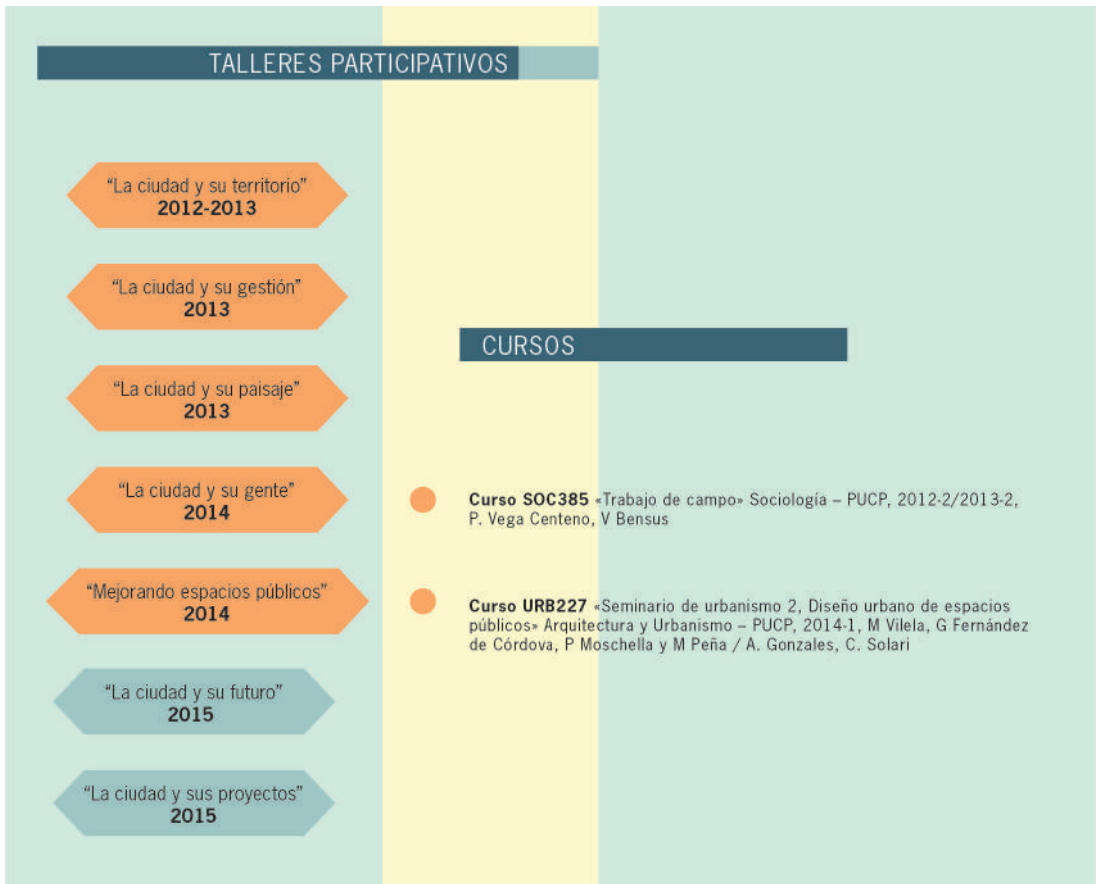 TALLERES PARTICIPATIVOS
“La ciudad y su territorio”
2012-2013
“La ciudad y su gestión”
2013
“La ciudad y su paisaje”
2013
“La ciudad y su gente”
2014
“Mejorando espacios públicos”
2014
“La ciudad y su futuro”
2015
“La ciudad y sus proyectos”
2015
CURSOS
Curso SOC385 «Trabajo de campo» Sociología – PUCP, 2012-2/2013-2,
P. Vega Centeno, V Bensus
Curso URB227 «Seminario de urbanismo 2, Diseño urbano de espacios
públicos» Arquitectura y Urbanismo – PUCP, 2014-1, M Vilela, G Fernández
de Córdova, P Moschella y M Peña / A. Gonzales, C. Solari